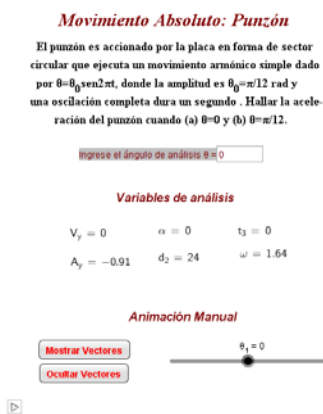 Movimiento Absoluto: Punzón
El punzón es accionado por la placa en forma de sector
circular que ejecuta un movimiento armónico simple dado
por θ=θ₀sen2πt, donde la amplitud es θ₀=π/12 rad y
una oscilación completa dura un segundo . Hallar la acele-
ración del punzón cuando (a) θ=0 y (b) θ=π/12.
Ingrese el ángulo de análisis θ = 0
Variables de análisis
Vᵧ = 0 α = 0 t₃ = 0
Aᵧ = −0.91 d₂ = 24 ω = 1.64
Animación Manual
Mostrar Vectores θ₁ = 0
Ocultar Vectores